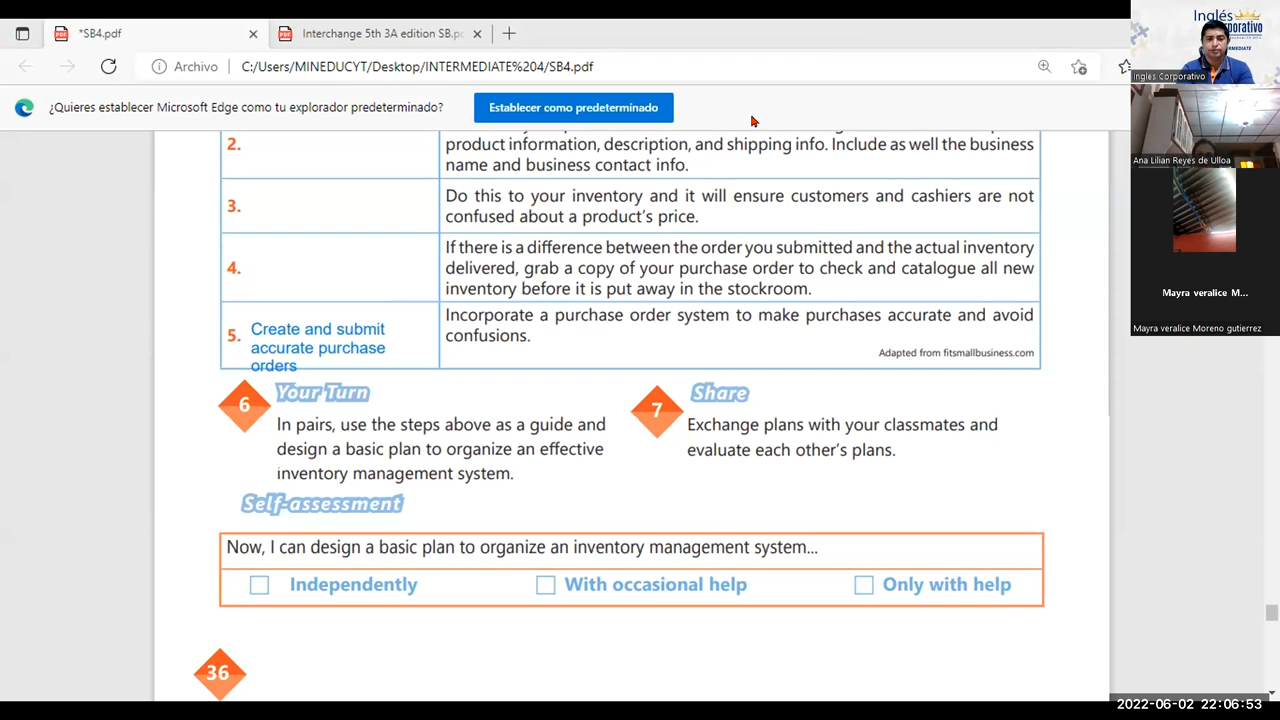 *SB4.pdf
Interchange 5th 3A edition SB.pc
Archivo
C:/Users/MINEDUCYT/Desktop/INTERMEDIATE%204/SB4.pdf
¿Quieres establecer Microsoft Edge como tu explorador predeterminado?
Establecer como predeterminado
2.
product information, description, and shipping info. Include as well the business
name and business contact info.
3.
Do this to your inventory and it will ensure customers and cashiers are not
confused about a product's price.
4.
If there is a difference between the order you submitted and the actual inventory
delivered, grab a copy of your purchase order to check and catalogue all new
inventory before it is put away in the stockroom.
5. Create and submit
accurate purchase
orders
Incorporate a purchase order system to make purchases accurate and avoid
confusions.
Adapted from fitsmallbusiness.com
6
Your Turn
In pairs, use the steps above as a guide and
design a basic plan to organize an effective
inventory management system.
7
Share
Exchange plans with your classmates and
evaluate each other's plans.
Self-assessment
Now, I can design a basic plan to organize an inventory management system...
Independently
With occasional help
Only with help
36
Inglés
Ingles Corporativo
Ana Lilian Reyes de Ulloa
Mayra veralice M...
Mayra veralice Moreno gutierrez
2022-06-02 22:06:53